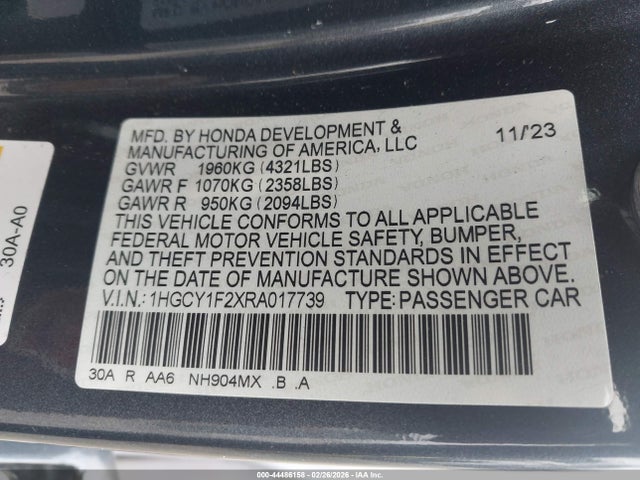 MFD. BY HONDA DEVELOPMENT & MANUFACTURING OF AMERICA, LLC 11/'23
GVWR 1960KG (4321LBS)
GAWR F 1070KG (2358LBS)
GAWR R 950KG (2094LBS)
THIS VEHICLE CONFORMS TO ALL APPLICABLE
FEDERAL MOTOR VEHICLE SAFETY, BUMPER,
AND THEFT PREVENTION STANDARDS IN EFFECT
ON THE DATE OF MANUFACTURE SHOWN ABOVE.
V.I.N.: 1HGCY1F2XRA017739 TYPE: PASSENGER CAR
30A R AA6 NH904MX .B .A
30A-A0
000-44486158 - 02/26/2026 - IAA Inc.